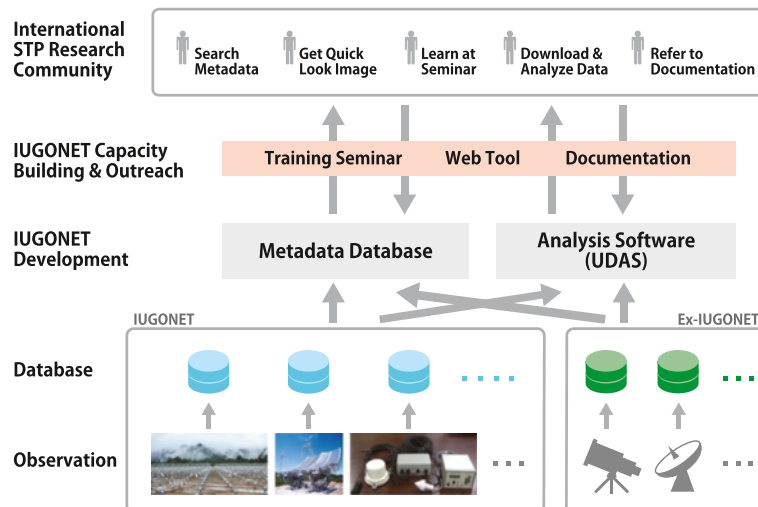 International
STP Research
Community
Search
Metadata
Get Quick
Look Image
Learn at
Seminar
Download &
Analyze Data
Refer to
Documentation
IUGONET Capacity
Building & Outreach
Training Seminar
Web Tool
Documentation
IUGONET
Development
Metadata Database
Analysis Software
(UDAS)
IUGONET
Ex-IUGONET
Database
Observation